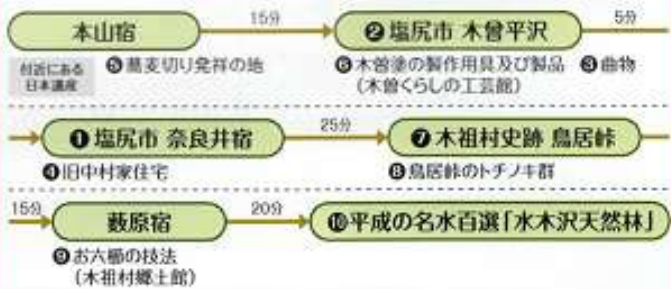 本山宿
15分
❷塩尻市 木曾平沢
5分
付近にある
日本遺産
❺蕎麦切り発祥の地
❻木曾塗の製作用具及び製品
(木曾くらしの工芸館)
❸曲物
❶塩尻市 奈良井宿
25分
❼木祖村史跡 鳥居峠
❹旧中村家住宅
❽鳥居峠のトチノキ群
15分
藪原宿
20分
❿平成の名水百選「水木沢天然林」
❾お六櫛の技法
(木祖村郷土館)